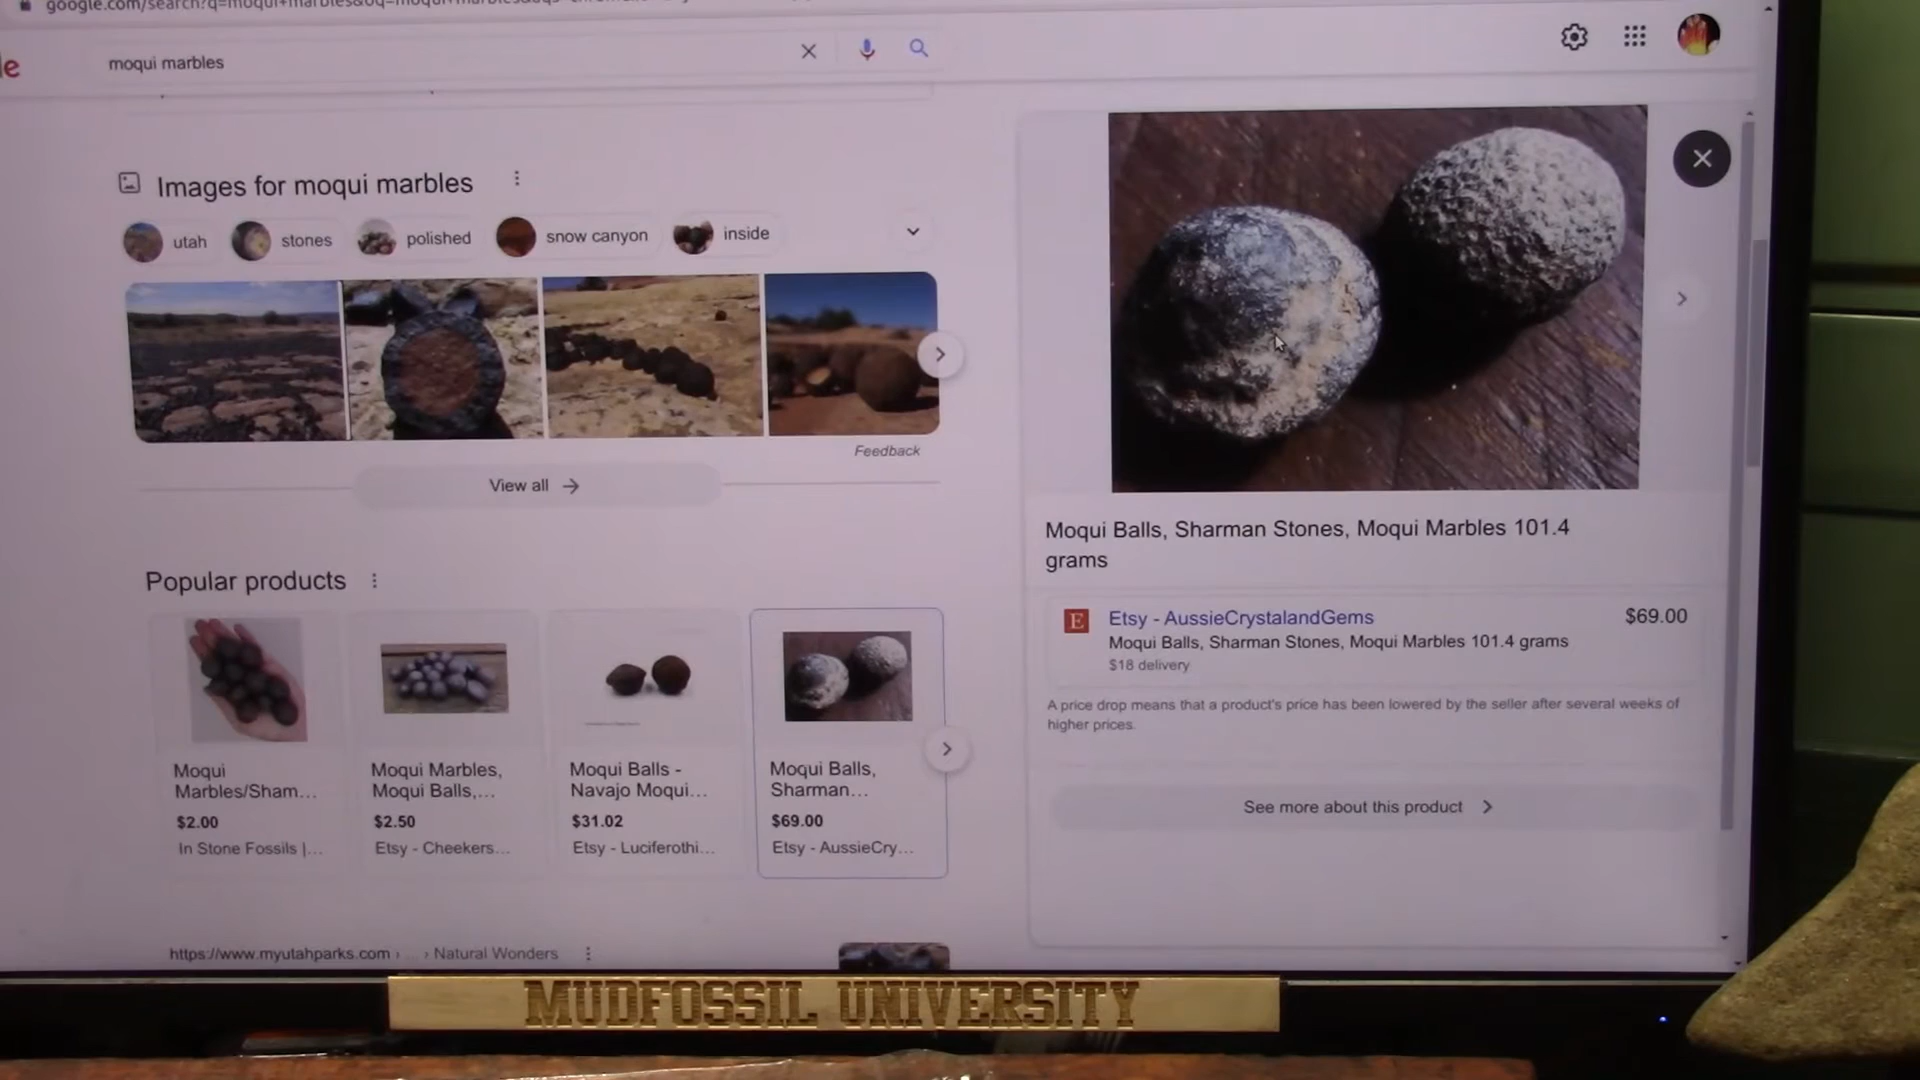 moqui marbles
Images for moqui marbles
utah
stones
polished
snow canyon
inside
Feedback
View all
Popular products
Moqui
Marbles/Sham...
$2.00
In Stone Fossils |...
Moqui Marbles,
Moqui Balls,...
$2.50
Etsy - Cheekers...
Moqui Balls -
Navajo Moqui...
$31.02
Etsy - Luciferothi...
Moqui Balls,
Sharman...
$69.00
Etsy - AussieCry...
https://www.myutahparks.com › ... › Natural Wonders
Moqui Balls, Sharman Stones, Moqui Marbles 101.4
grams
E
Etsy - AussieCrystalandGems
$69.00
Moqui Balls, Sharman Stones, Moqui Marbles 101.4 grams
$18 delivery
A price drop means that a product's price has been lowered by the seller after several weeks of
higher prices.
See more about this product
MUDFOSSIL UNIVERSITY